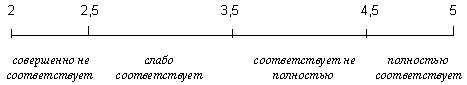 2 2,5 3,5 4,5 5
совершенно не слабо соответствует не полностью
соответствует соответствует полностью соответствует